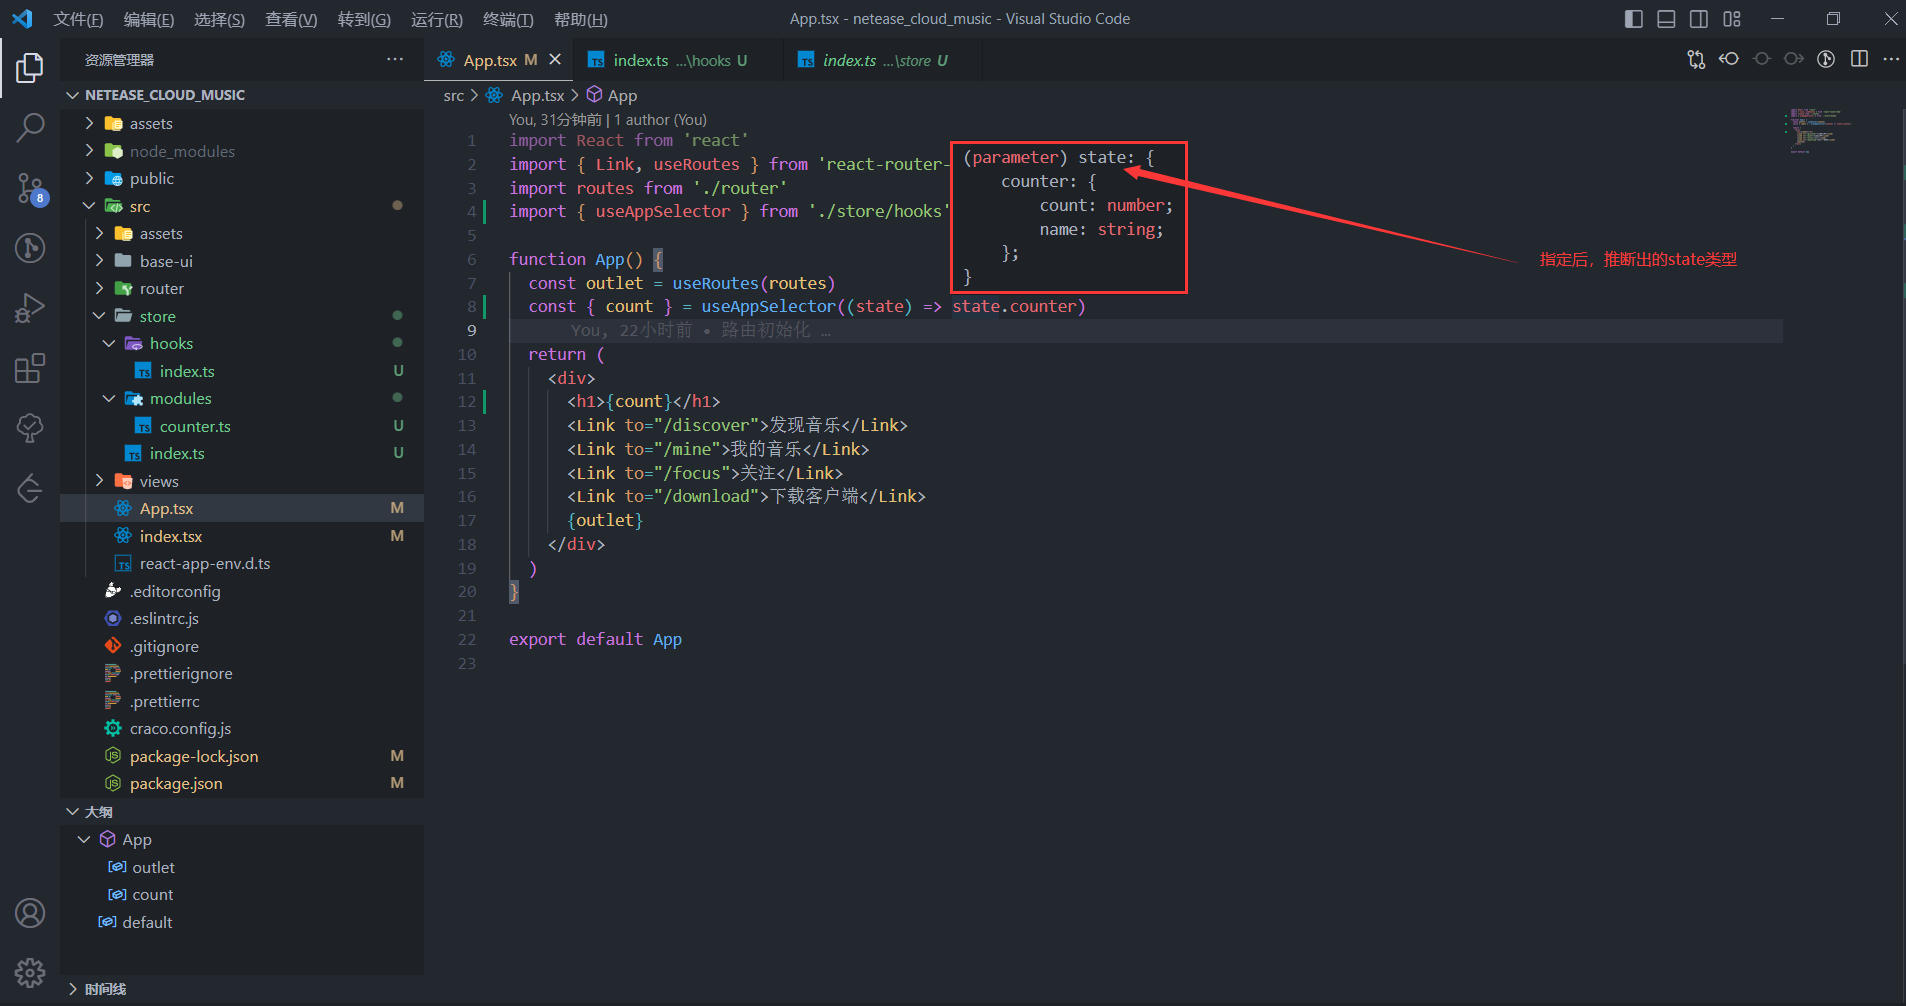 文件(F) 编辑(E) 选择(S) 查看(V) 转到(G) 运行(R) 终端(T) 帮助(H) App.tsx - netease_cloud_music - Visual Studio Code
资源管理器 ···
NETEASE_CLOUD_MUSIC
assets
node_modules
public
src
assets
base-ui
router
store
hooks
index.ts U
modules
counter.ts U
index.ts U
views
App.tsx M
index.tsx M
react-app-env.d.ts
.editorconfig
.eslintrc.js
.gitignore
.prettierignore
.prettierrc
craco.config.js
package-lock.json M
package.json M
大纲
App
outlet
count
default
时间线
8
App.tsx M
index.ts ...\hooks U
index.ts ...\store U
src > App.tsx > App
You, 31分钟前 | 1 author (You)
1 import React from 'react'
2 import { Link, useRoutes } from 'react-router-
3 import routes from './router'
4 import { useAppSelector } from './store/hooks'
5
6 function App() {
7 const outlet = useRoutes(routes)
8 const { count } = useAppSelector((state) => state.counter)
9 You, 22小时前 • 路由初始化 …
10 return (
11 <div>
12 <h1>{count}</h1>
13 <Link to="/discover">发现音乐</Link>
14 <Link to="/mine">我的音乐</Link>
15 <Link to="/focus">关注</Link>
16 <Link to="/download">下载客户端</Link>
17 {outlet}
18 </div>
19 )
20 }
21
22 export default App
23
(parameter) state: {
counter: {
count: number;
name: string;
};
}
指定后，推断出的state类型